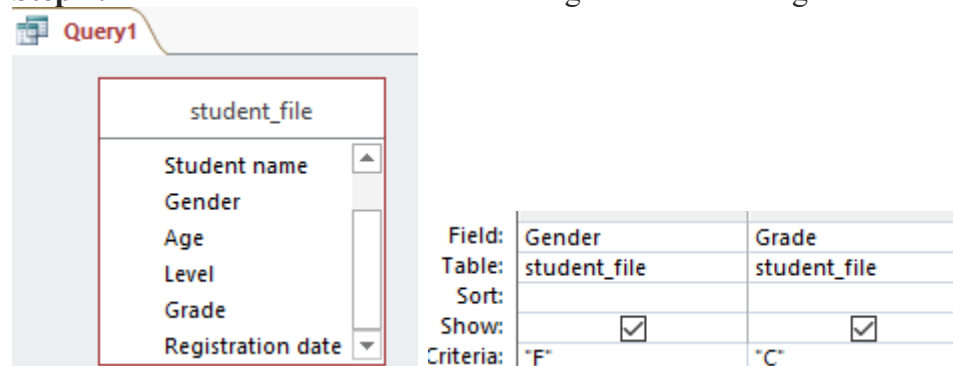 Query1
student_file
Student name
Gender
Age
Level
Grade
Registration date
Field: Gender Grade
Table: student_file student_file
Sort:
Show:
Criteria: "F" "C"